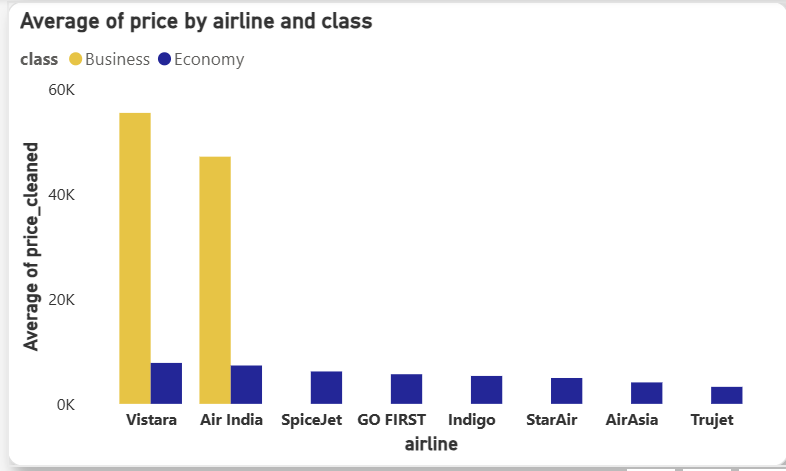 Average of price by airline and class
class Business Economy
Average of price_cleaned
60K
40K
20K
0K
Vistara Air India SpiceJet GO FIRST Indigo StarAir AirAsia Trujet
airline